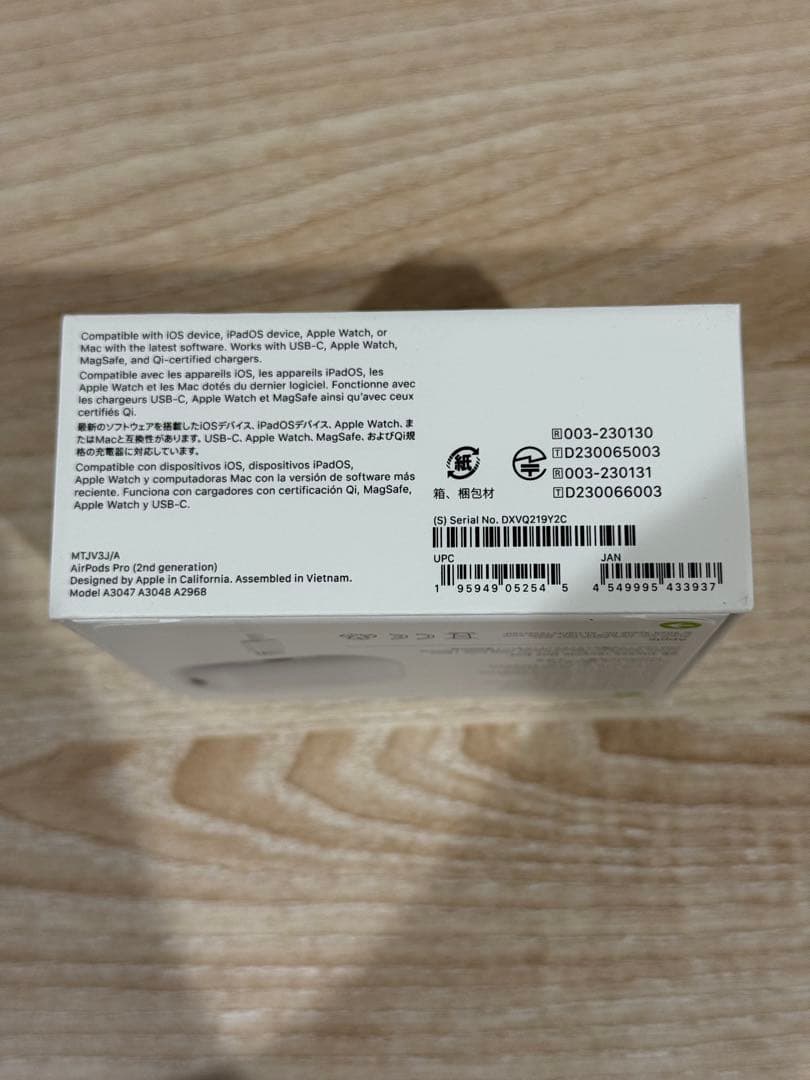 Compatible with iOS device, iPadOS device, Apple Watch, or
Mac with the latest software. Works with USB-C, Apple Watch,
MagSafe, and Qi-certified chargers.
Compatible avec les appareils iOS, les appareils iPadOS, les
Apple Watch et les Mac dotés du dernier logiciel. Fonctionne avec
les chargeurs USB-C, Apple Watch et MagSafe ainsi qu'avec ceux
certifiés Qi.
最新のソフトウェアを搭載したiOSデバイス、iPadOSデバイス、Apple Watch、ま
たはMacと互換性があります。USB-C、Apple Watch、MagSafe、およびQi規
格の充電器に対応しています。
Compatible con dispositivos iOS, dispositivos iPadOS,
Apple Watch y computadoras Mac con la versión de software más
reciente. Funciona con cargadores con certificación Qi, MagSafe,
Apple Watch y USB-C.
MTJV3J/A
AirPods Pro (2nd generation)
Designed by Apple in California. Assembled in Vietnam.
Model A3047 A3048 A2968
紙
箱、梱包材
R 003-230130
T D230065003
R 003-230131
T D230066003
(S) Serial No. DXVQ219Y2C
UPC
1 95949 05254 5
JAN
4 549995 433937